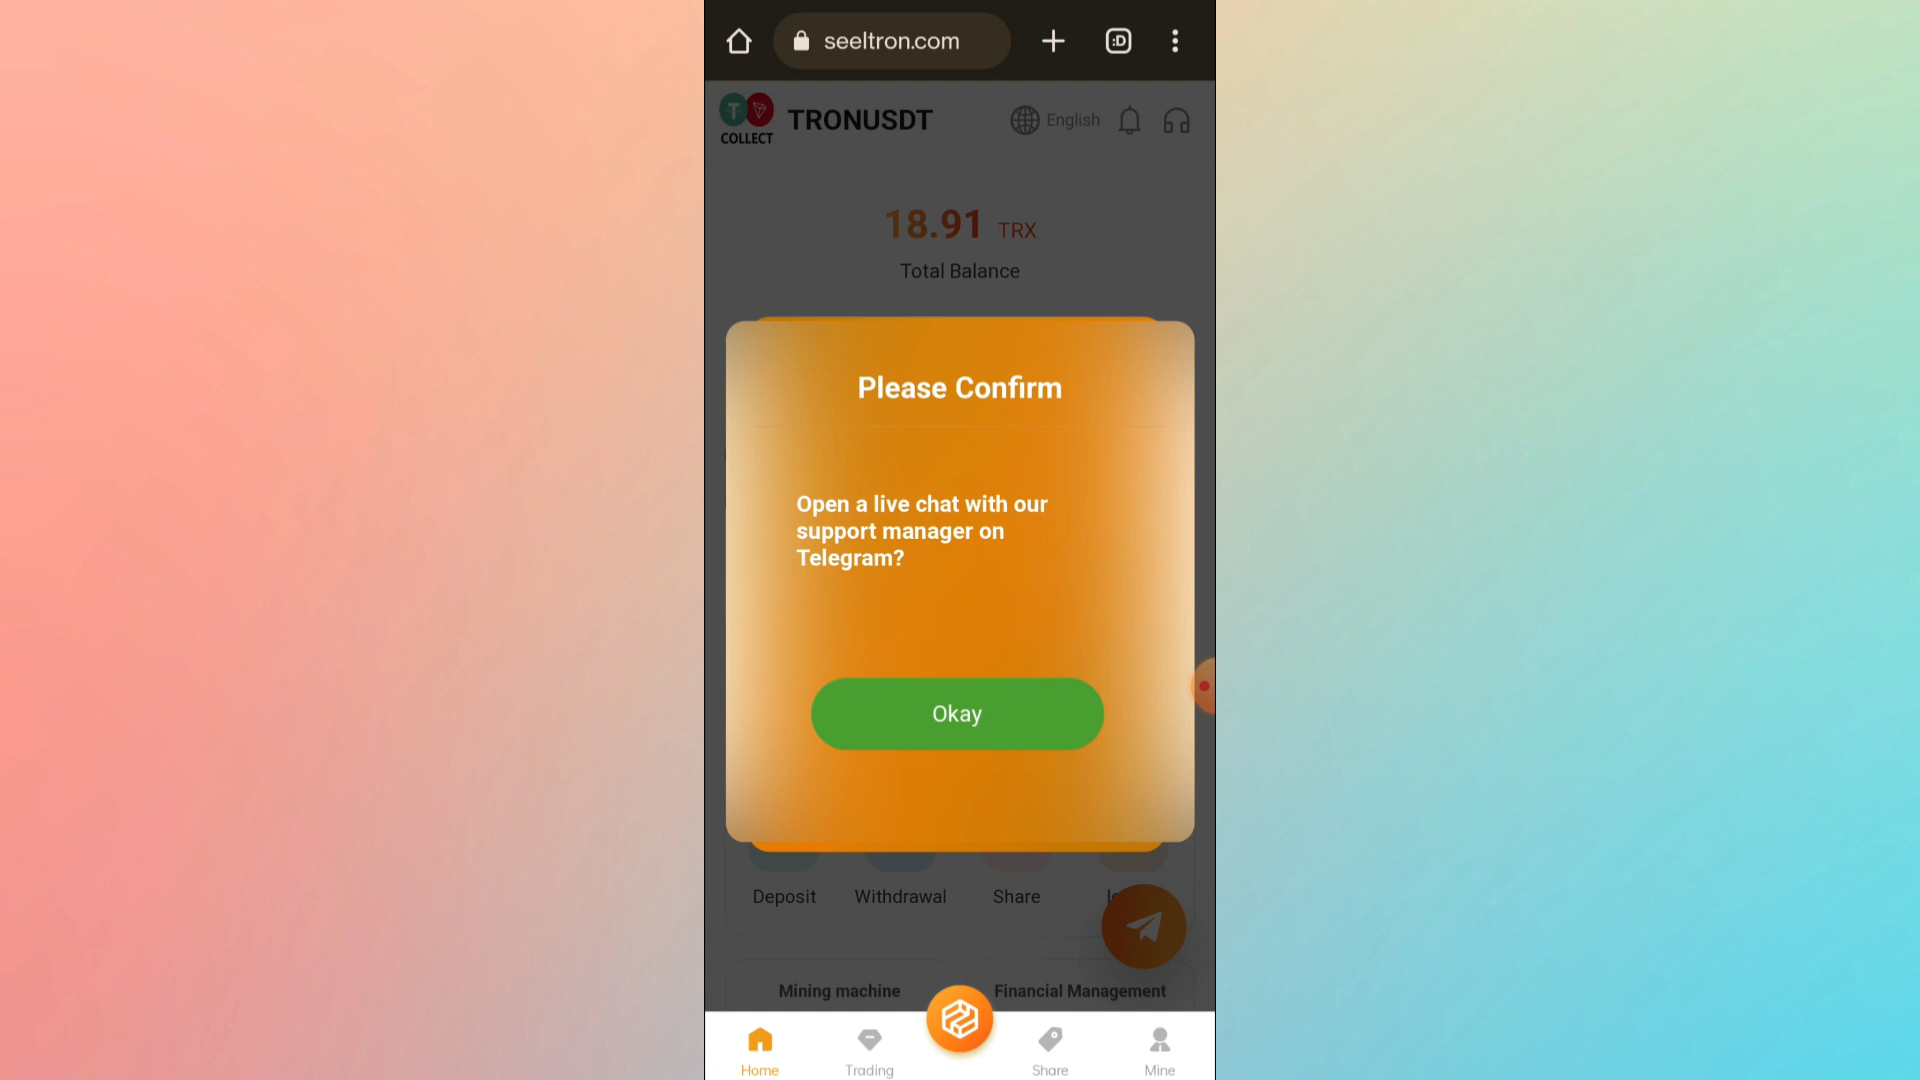 seeltron.com
:D
T
COLLECT
TRONUSDT
English
18.91 TRX
Total Balance
Please Confirm
Open a live chat with our
support manager on
Telegram?
Okay
Deposit Withdrawal Share
Mining machine Financial Management
Home Trading Share Mine